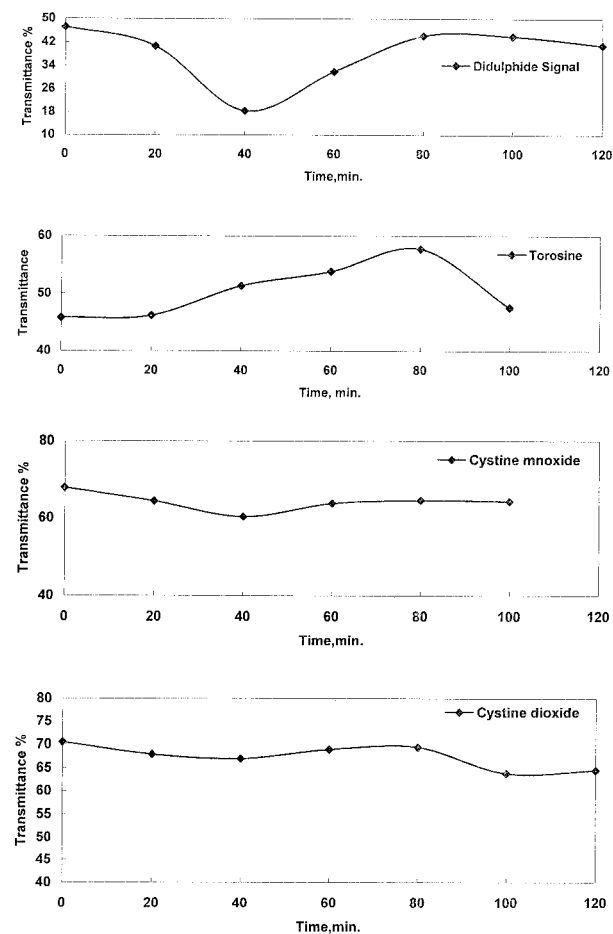 50
42
34
26
18
10
Transmittance %
Didulphide Signal
0 20 40 60 80 100 120
Time,min.
60
50
40
Transmittance
Torosine
0 20 40 60 80 100 120
Time, min.
80
60
40
Transmittance %
Cystine mnoxide
0 20 40 60 80 100 120
Time,min.
80
75
70
65
60
55
50
45
40
Transmittance %
Cystine dioxide
0 20 40 60 80 100 120
Time,min.